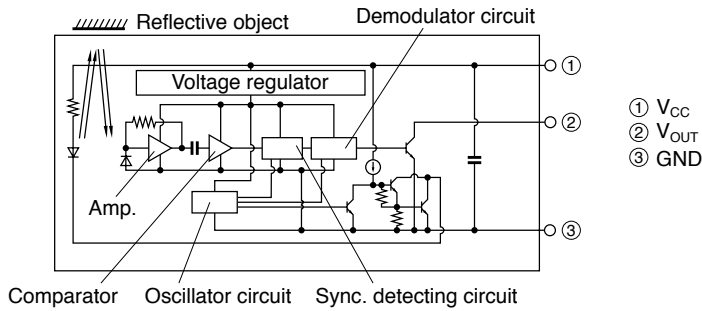 Reflective object
Demodulator circuit
Voltage regulator
①
②
③
① VCC
② VOUT
③ GND
Amp.
Comparator
Oscillator circuit
Sync. detecting circuit